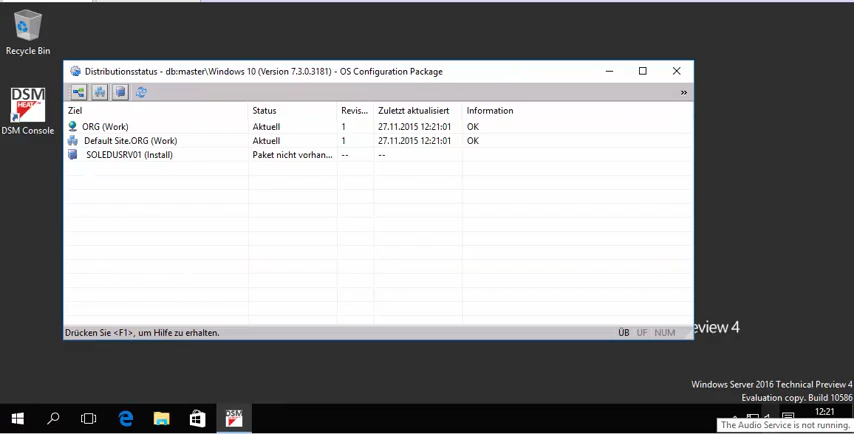 Recycle Bin
DSM
HEAT
DSM Console
Distributionsstatus - db:master\Windows 10 (Version 7.3.0.3181) - OS Configuration Package
»
Ziel Status Revis... Zuletzt aktualisiert Information
ORG (Work) Aktuell 1 27.11.2015 12:21:01 OK
Default Site.ORG (Work) Aktuell 1 27.11.2015 12:21:01 OK
SOLEDUSRV01 (Install) Paket nicht vorhan... -- --
Drücken Sie <F1>, um Hilfe zu erhalten. ÜB UF NUM
eview 4
Windows Server 2016 Technical Preview 4
Evaluation copy. Build 10586
DSM
12:21
The Audio Service is not running.